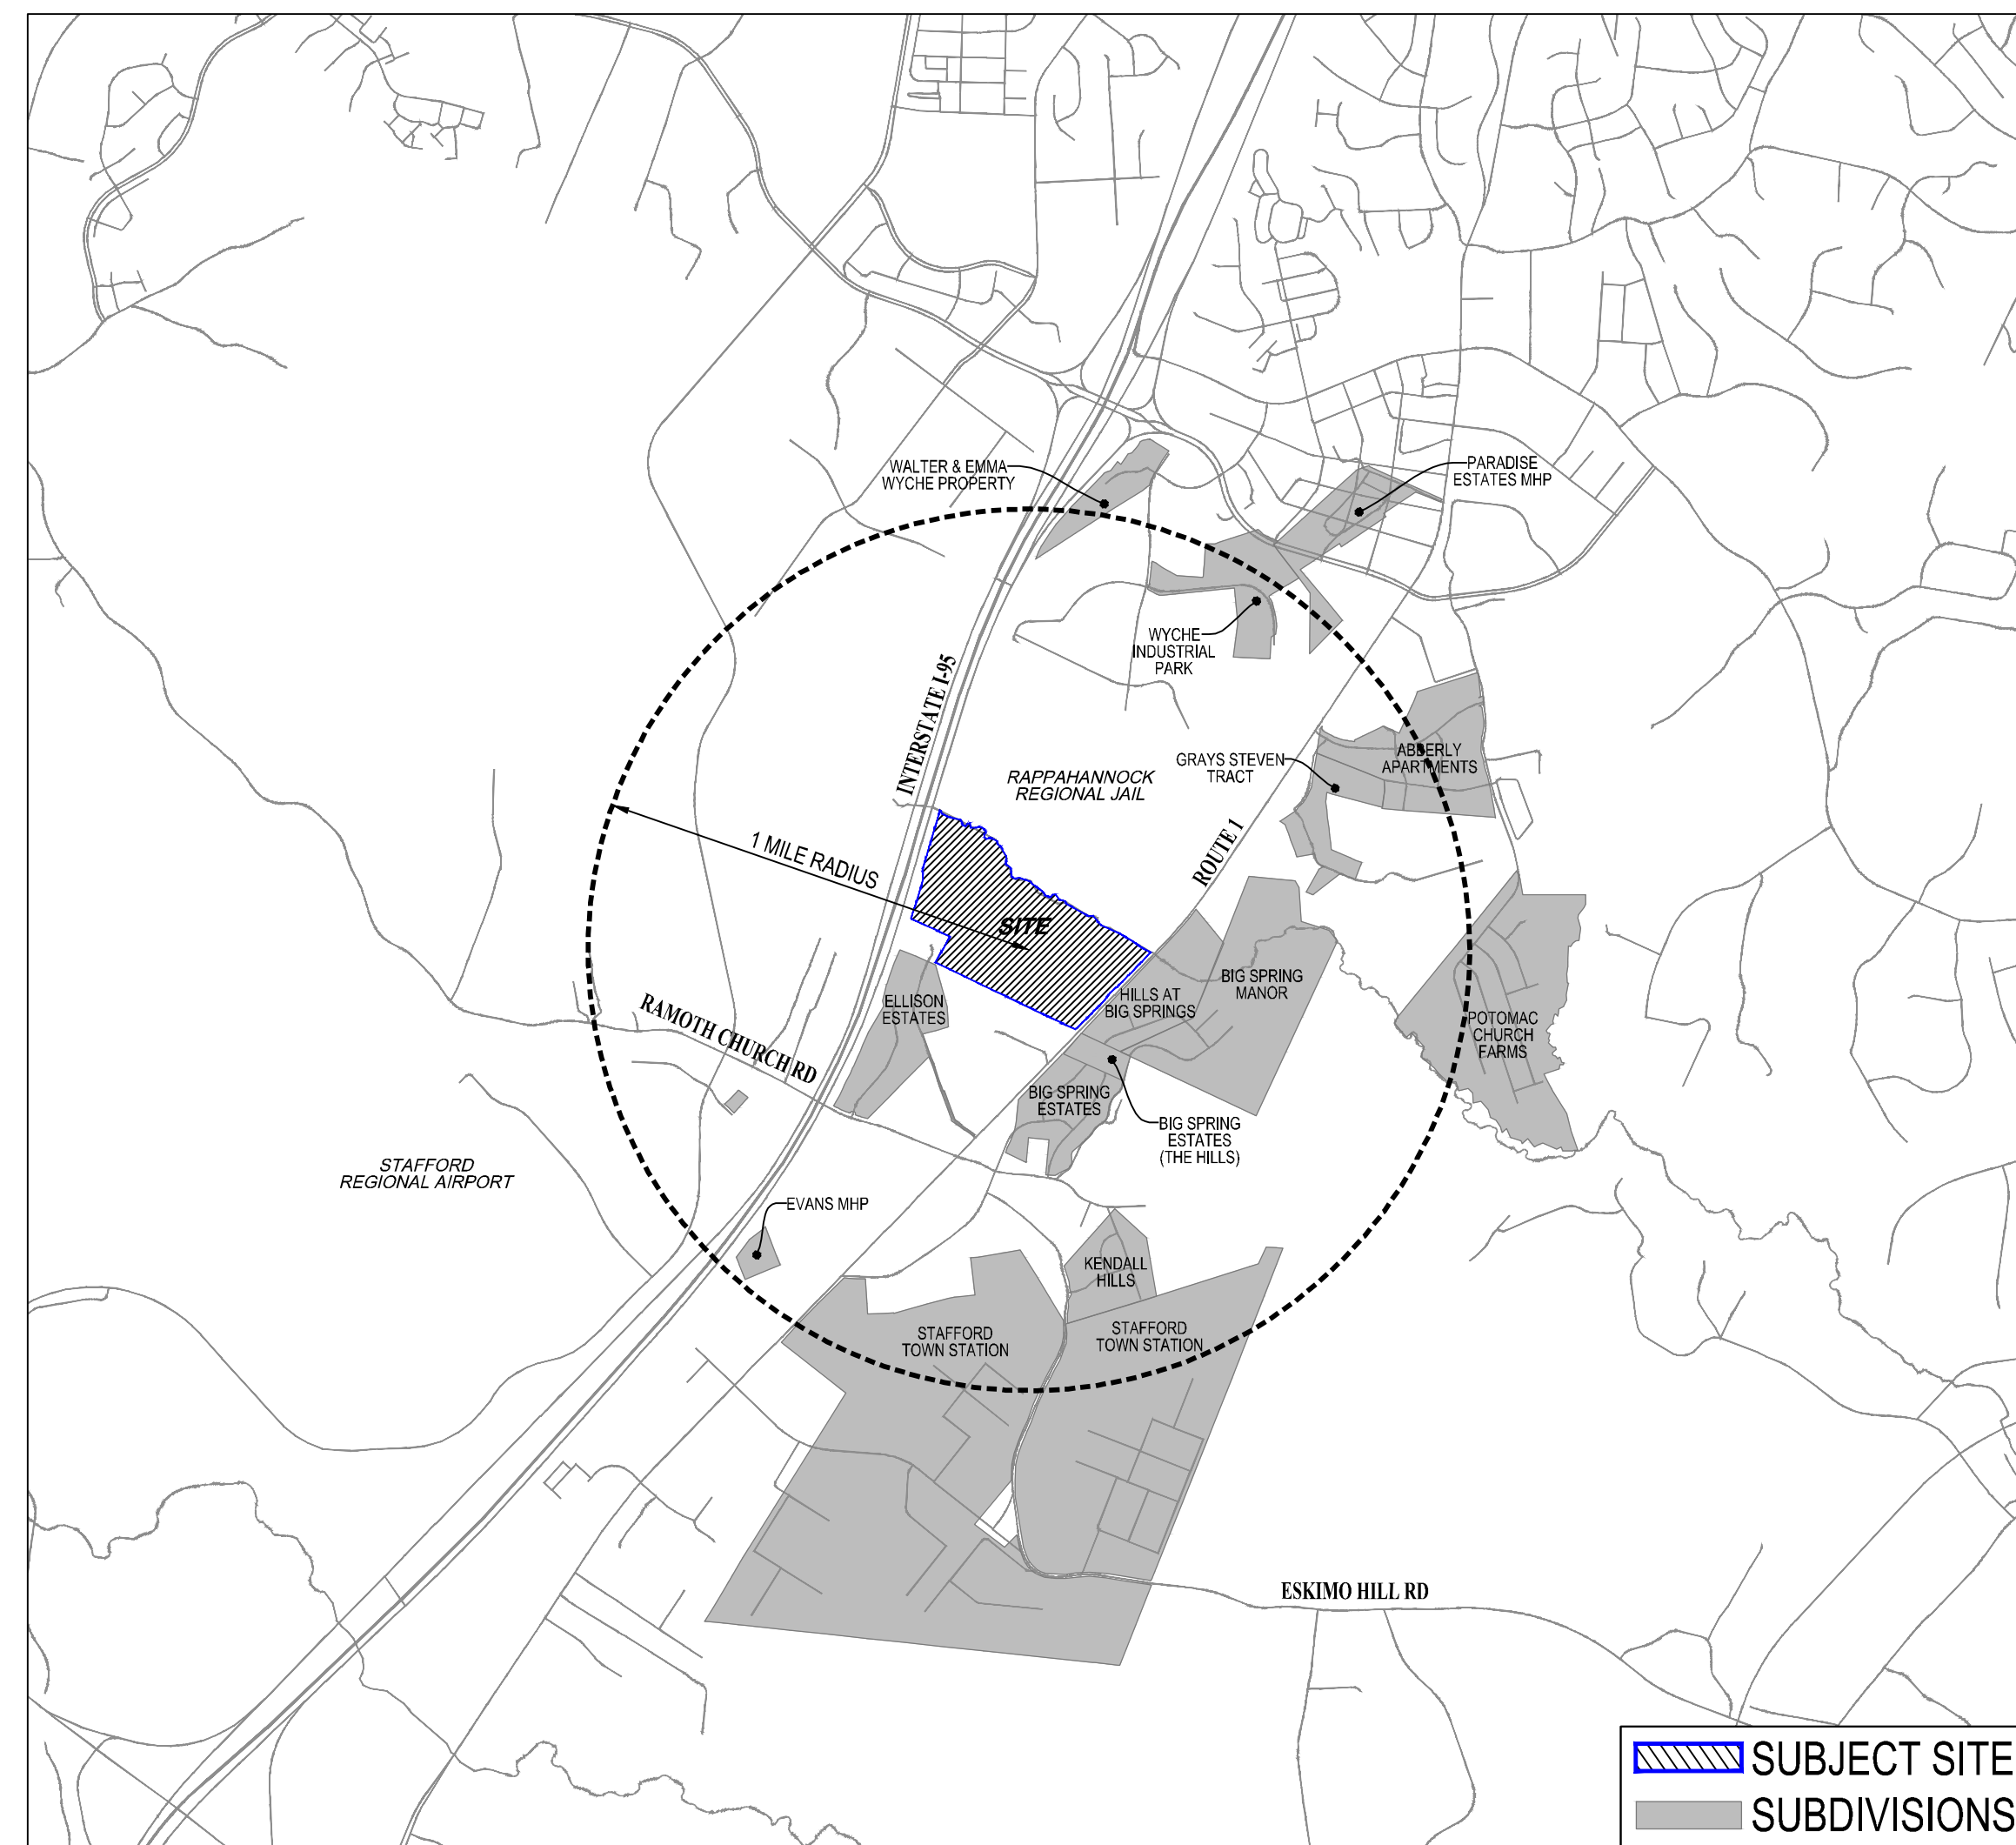 WALTER & EMMA
WYCHE PROPERTY
PARADISE
ESTATES MHP
WYCHE
INDUSTRIAL
PARK
INTERSTATE I-95
ABBERLY
APARTMENTS
GRAYS STEVEN
TRACT
RAPPAHANNOCK
REGIONAL JAIL
ROUTE 1
1 MILE RADIUS
SITE
BIG SPRING
MANOR
HILLS AT
BIG SPRINGS
ELLISON
ESTATES
RAMOTH CHURCH RD
POTOMAC
CHURCH
FARMS
BIG SPRING
ESTATES
BIG SPRING
ESTATES
(THE HILLS)
STAFFORD
REGIONAL AIRPORT
EVANS MHP
KENDALL
HILLS
STAFFORD
TOWN STATION
STAFFORD
TOWN STATION
ESKIMO HILL RD
SUBJECT SITE
SUBDIVISIONS